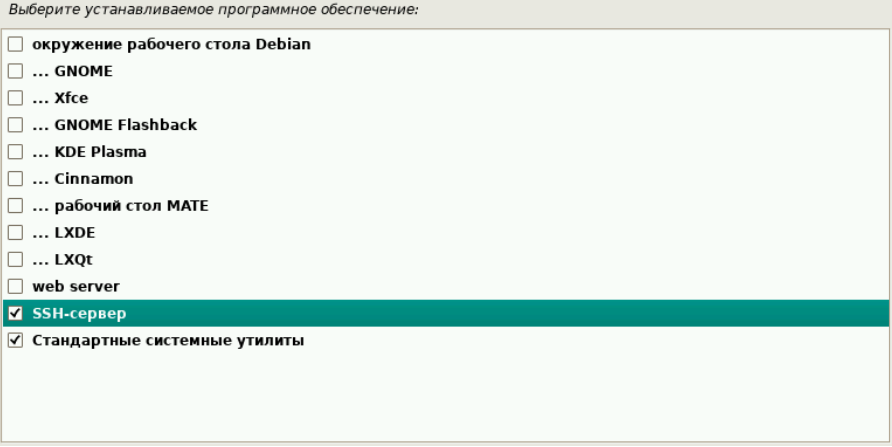 Выберите устанавливаемое программное обеспечение:
окружение рабочего стола Debian
... GNOME
... Xfce
... GNOME Flashback
... KDE Plasma
... Cinnamon
... рабочий стол MATE
... LXDE
... LXQt
web server
SSH-сервер
Стандартные системные утилиты